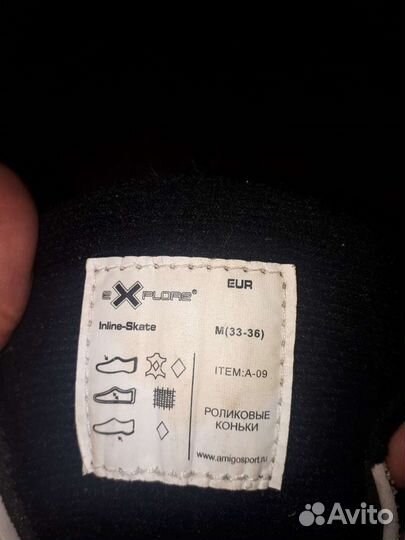 eXPLORE®
EUR
Inline-Skate
M(33-36)
ITEM:A-09
РОЛИКОВЫЕ
КОНЬКИ
www.amigosport.ru
Avito